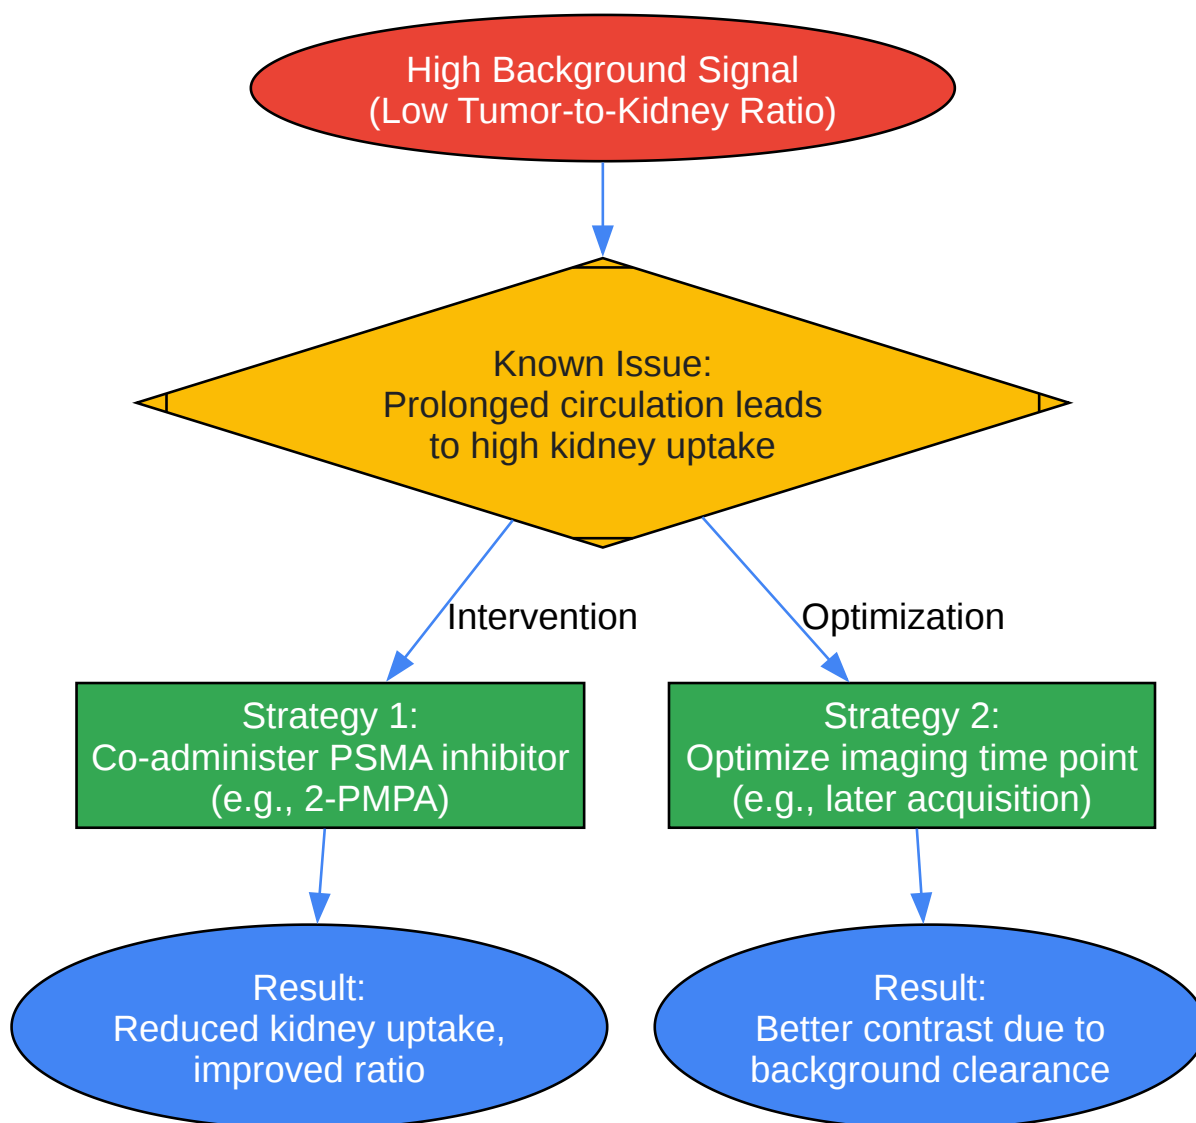 High Background Signal
(Low Tumor-to-Kidney Ratio)
Known Issue:
Prolonged circulation leads
to high kidney uptake
Intervention
Optimization
Strategy 1:
Co-administer PSMA inhibitor
(e.g., 2-PMPA)
Strategy 2:
Optimize imaging time point
(e.g., later acquisition)
Result:
Reduced kidney uptake,
improved ratio
Result:
Better contrast due to
background clearance